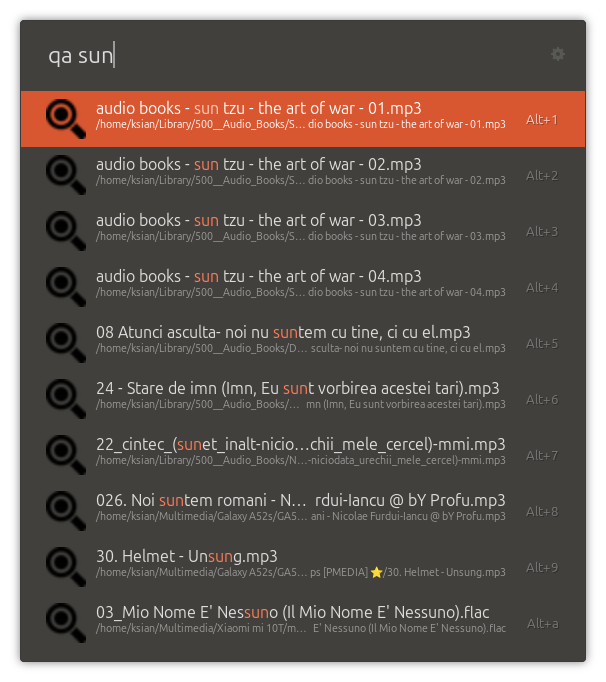 qa sun
audio books - sun tzu - the art of war - 01.mp3
/home/ksian/Library/500__Audio_Books/S… dio books - sun tzu - the art of war - 01.mp3
Alt+1
audio books - sun tzu - the art of war - 02.mp3
/home/ksian/Library/500__Audio_Books/S… dio books - sun tzu - the art of war - 02.mp3
Alt+2
audio books - sun tzu - the art of war - 03.mp3
/home/ksian/Library/500__Audio_Books/S… dio books - sun tzu - the art of war - 03.mp3
Alt+3
audio books - sun tzu - the art of war - 04.mp3
/home/ksian/Library/500__Audio_Books/S… dio books - sun tzu - the art of war - 04.mp3
Alt+4
08 Atunci asculta- noi nu suntem cu tine, ci cu el.mp3
/home/ksian/Library/500__Audio_Books/D… sculta- noi nu suntem cu tine, ci cu el.mp3
Alt+5
24 - Stare de imn (Imn, Eu sunt vorbirea acestei tari).mp3
/home/ksian/Library/500__Audio_Books/… mn (Imn, Eu sunt vorbirea acestei tari).mp3
Alt+6
22_cintec_(sunet_inalt-nicio…chii_mele_cercel)-mmi.mp3
/home/ksian/Library/500__Audio_Books/N…-niciodata_urechii_mele_cercel)-mmi.mp3
Alt+7
026. Noi suntem romani - N… rdui-Iancu @ bY Profu.mp3
/home/ksian/Multimedia/Galaxy A52s/GA5… ani - Nicolae Furdui-Iancu @ bY Profu.mp3
Alt+8
30. Helmet - Unsung.mp3
/home/ksian/Multimedia/Galaxy A52s/GA5… ps [PMEDIA] ⭐/30. Helmet - Unsung.mp3
Alt+9
03_Mio Nome E' Nessuno (Il Mio Nome E' Nessuno).flac
/home/ksian/Multimedia/Xiaomi mi 10T/m… E' Nessuno (Il Mio Nome E' Nessuno).flac
Alt+a